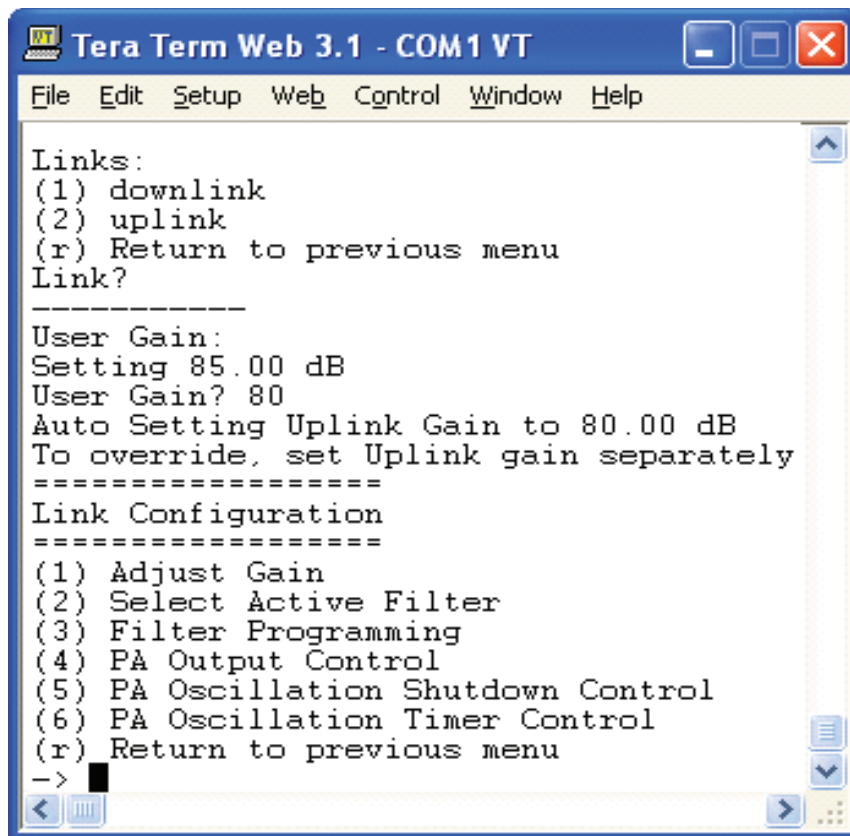 Tera Term Web 3.1 - COM1 VT
File Edit Setup Web Control Window Help
Links:
(1) downlink
(2) uplink
(r) Return to previous menu
Link?
-----------
User Gain:
Setting 85.00 dB
User Gain? 80
Auto Setting Uplink Gain to 80.00 dB
To override, set Uplink gain separately
==================
Link Configuration
==================
(1) Adjust Gain
(2) Select Active Filter
(3) Filter Programming
(4) PA Output Control
(5) PA Oscillation Shutdown Control
(6) PA Oscillation Timer Control
(r) Return to previous menu
->